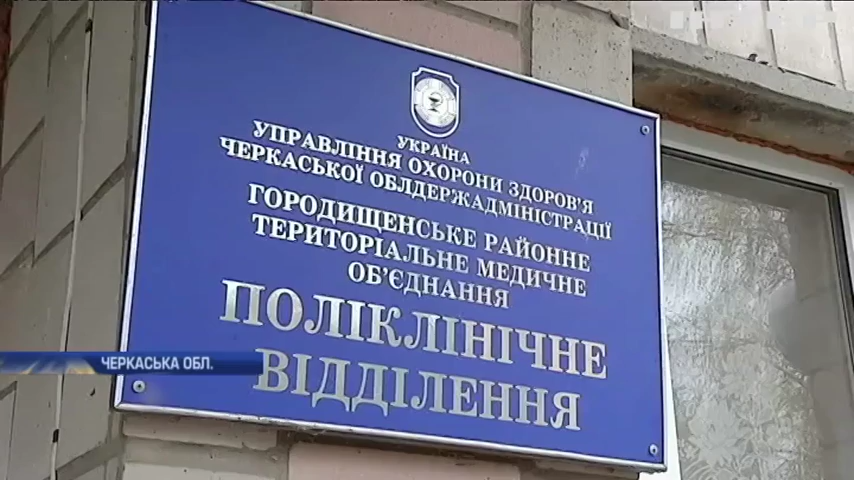 УКРАЇНА
УПРАВЛІННЯ ОХОРОНИ ЗДОРОВ'Я
ЧЕРКАСЬКОЇ ОБЛДЕРЖАДМІНІСТРАЦІЇ
ГОРОДИЩЕНСЬКЕ РАЙОННЕ
ТЕРИТОРІАЛЬНЕ МЕДИЧНЕ
ОБ'ЄДНАННЯ
ПОЛІКЛІНІЧНЕ
ВІДДІЛЕННЯ
ЧЕРКАСЬКА ОБЛ.